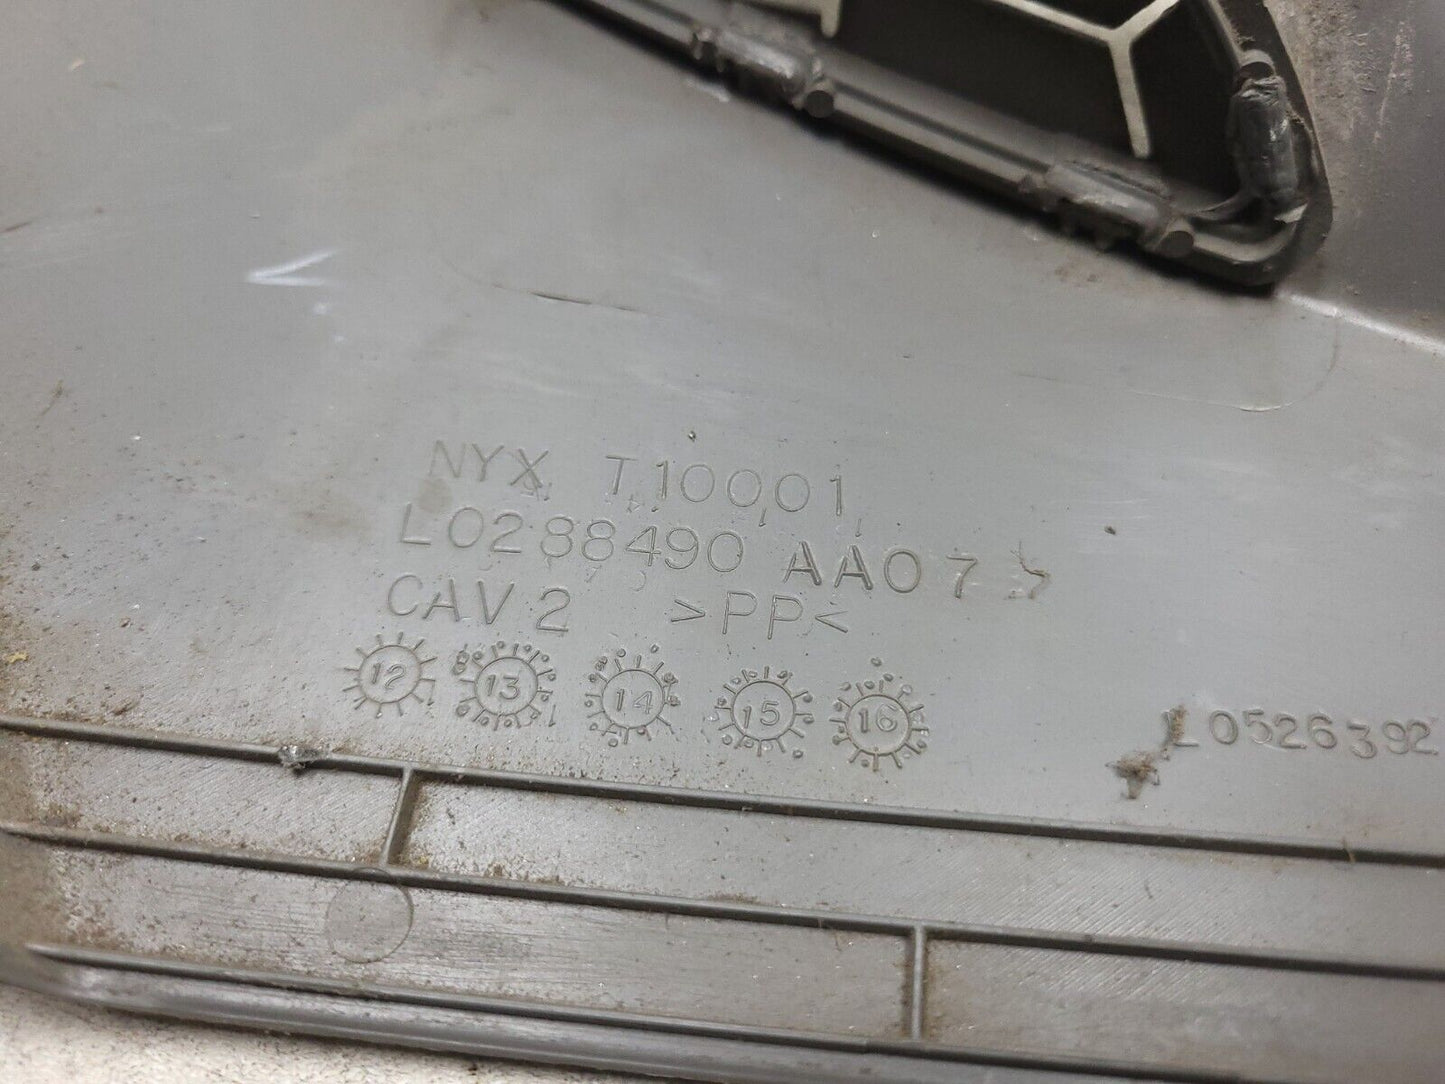 NYX T10001
L0288490 AA07
CAV 2 >PP<
12 13 14 15 16
L0526392